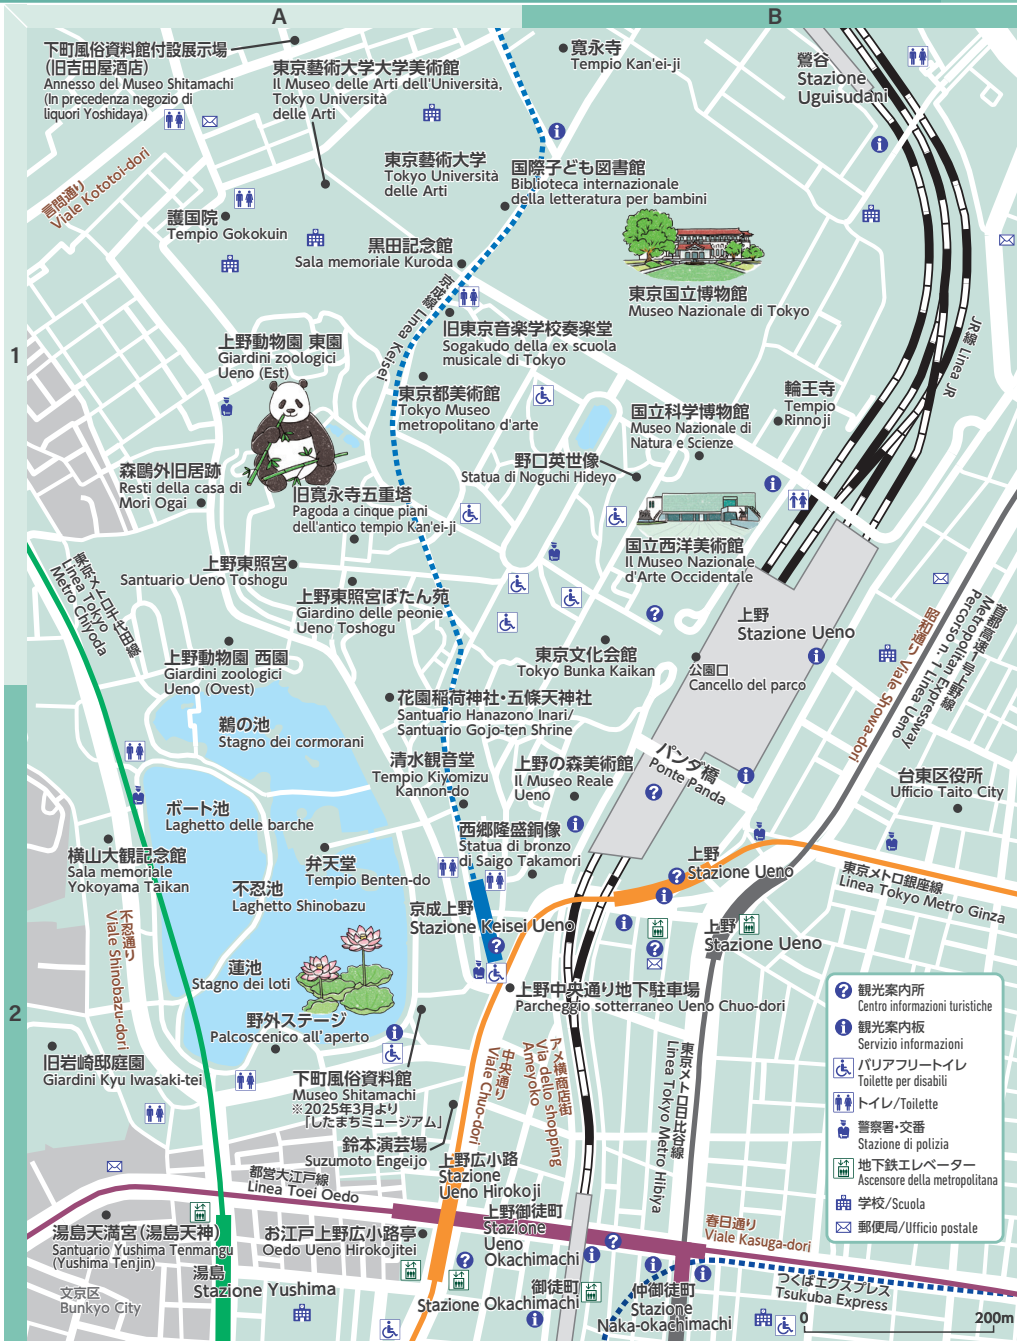 A
B
1
2
下町風俗資料館付設展示場
(旧吉田屋酒店)
Annesso del Museo Shitamachi
(In precedenza negozio di
liquori Yoshidaya)
東京藝術大学大学美術館
Il Museo delle Arti dell'Università,
Tokyo Università
delle Arti
寛永寺
Tempio Kan'ei-ji
鶯谷
Stazione
Uguisudani
東京藝術大学
Tokyo Università
delle Arti
国際子ども図書館
Biblioteca internazionale
della letteratura per bambini
言問通り
Viale Kototoi-dori
護国院
Tempio Gokokuin
黒田記念館
Sala memoriale Kuroda
京成線 Linea Keisei
東京国立博物館
Museo Nazionale di Tokyo
旧東京音楽学校奏楽堂
Sogakudo della ex scuola
musicale di Tokyo
上野動物園 東園
Giardini zoologici
Ueno (Est)
JR線 Linea JR
東京都美術館
Tokyo Museo
metropolitano d'arte
輪王寺
Tempio
Rinnoji
国立科学博物館
Museo Nazionale di
Natura e Scienze
野口英世像
Statua di Noguchi Hideyo
森鷗外旧居跡
Resti della casa di
Mori Ogai
旧寛永寺五重塔
Pagoda a cinque piani
dell'antico tempio Kan'ei-ji
国立西洋美術館
Il Museo Nazionale
d'Arte Occidentale
上野東照宮
Santuario Ueno Toshogu
東京メトロ千代田線
Linea Tokyo
Metro Chiyoda
上野東照宮ぼたん苑
Giardino delle peonie
Ueno Toshogu
上野
Stazione Ueno
首都高速1号上野線
Metropolitan Expressway
Percorso n. 1 Linea Ueno
昭和通り Viale Showa-dori
上野動物園 西園
Giardini zoologici
Ueno (Ovest)
東京文化会館
Tokyo Bunka Kaikan
公園口
Cancello del parco
花園稲荷神社・五條天神社
Santuario Hanazono Inari/
Santuario Gojo-ten Shrine
鵜の池
Stagno dei cormorani
清水観音堂
Tempio Kiyomizu
Kannon-do
上野の森美術館
Il Museo Reale
Ueno
パンダ橋
Ponte Panda
台東区役所
Ufficio Taito City
ボート池
Laghetto delle barche
西郷隆盛銅像
Statua di bronzo
di Saigo Takamori
横山大観記念館
Sala memoriale
Yokoyama Taikan
弁天堂
Tempio Benten-do
上野
Stazione Ueno
東京メトロ銀座線
Linea Tokyo Metro Ginza
不忍池
Laghetto Shinobazu
京成上野
Stazione Keisei Ueno
上野
Stazione Ueno
不忍通り
Viale Shinobazu-dori
蓮池
Stagno dei loti
上野中央通り地下駐車場
Parcheggio sotterraneo Ueno Chuo-dori
野外ステージ
Palcoscenico all'aperto
旧岩崎邸庭園
Giardini Kyu Iwasaki-tei
下町風俗資料館
Museo Shitamachi
※2025年3月より
「したまちミュージアム」
中央通り
Viale Chuo-dori
アメ横商店街
Via dello shopping
Ameyoko
東京メトロ日比谷線
Linea Tokyo Metro Hibiya
鈴本演芸場
Suzumoto Engeijo
都営大江戸線
Linea Toei Oedo
上野広小路
Stazione
Ueno Hirokoji
上野御徒町
Stazione
Ueno
Okachimachi
春日通り
Viale Kasuga-dori
湯島天満宮(湯島天神)
Santuario Yushima Tenmangu
(Yushima Tenjin)
お江戸上野広小路亭
Oedo Ueno Hirokojitei
湯島
Stazione Yushima
文京区
Bunkyo City
御徒町
Stazione Okachimachi
仲御徒町
Stazione
Naka-okachimachi
つくばエクスプレス
Tsukuba Express
0
200m
観光案内所
Centro informazioni turistiche
観光案内板
Servizio informazioni
バリアフリートイレ
Toilette per disabili
トイレ/Toilette
警察署・交番
Stazione di polizia
地下鉄エレベーター
Ascensore della metropolitana
学校/Scuola
郵便局/Ufficio postale